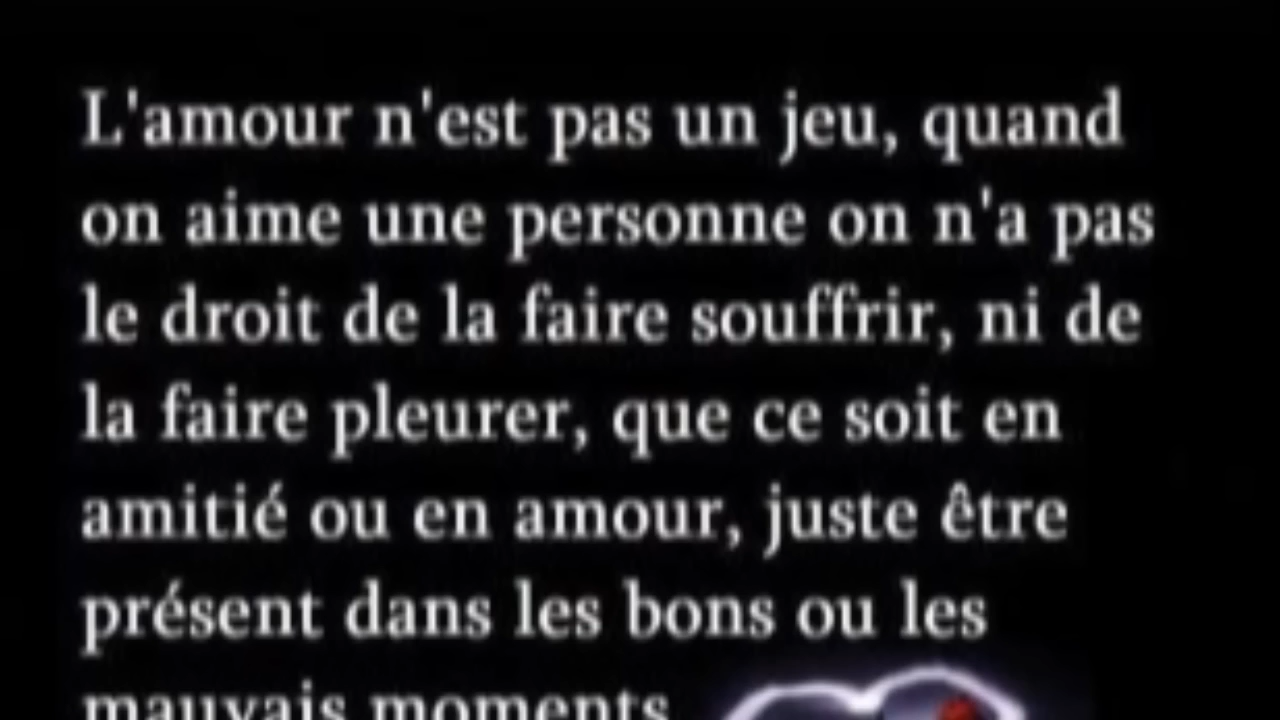 L'amour n'est pas un jeu, quand
on aime une personne on n'a pas
le droit de la faire souffrir, ni de
la faire pleurer, que ce soit en
amitié ou en amour, juste être
présent dans les bons ou les
mauvais moments